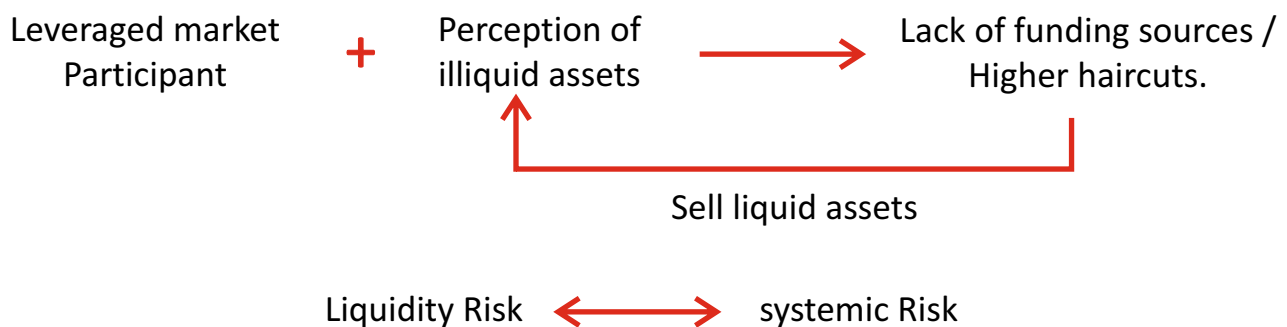 Leveraged market
Participant
+
Perception of
illiquid assets
Lack of funding sources /
Higher haircuts.
Sell liquid assets
Liquidity Risk
systemic Risk